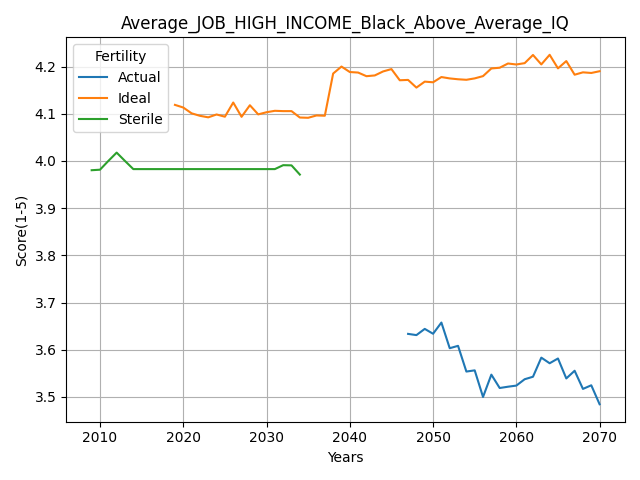 Average_JOB_HIGH_INCOME_Black_Above_Average_IQ
Fertility
Actual
Ideal
Sterile
Score(1-5)
4.2
4.1
4.0
3.9
3.8
3.7
3.6
3.5
2010 2020 2030 2040 2050 2060 2070
Years